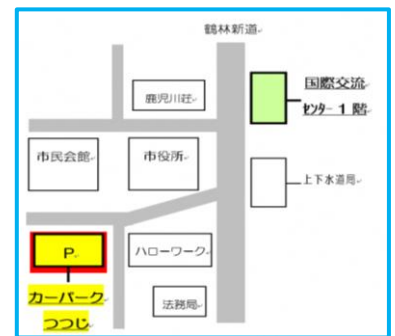 鶴林新道
鹿児川荘
国際交流
ｾﾝﾀｰ 1 階
市民会館
市役所
上下水道局
P
ハローワーク
カーパーク
つつじ
法務局